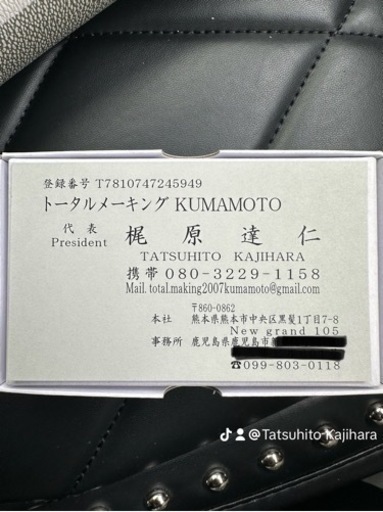 登録番号 T7810747245949
トータルメーキング KUMAMOTO
代表 梶原達仁
President
TATSUHITO KAJIHARA
携帯 080-3229-1158
Mail. total.making2007kumamoto@gmail.com
〒860-0862
本社 熊本県熊本市中央区黒髪1丁目7-8
New grand 105
事務所 鹿児島県鹿児島市
☎099-803-0118
@Tatsuhito Kajihara